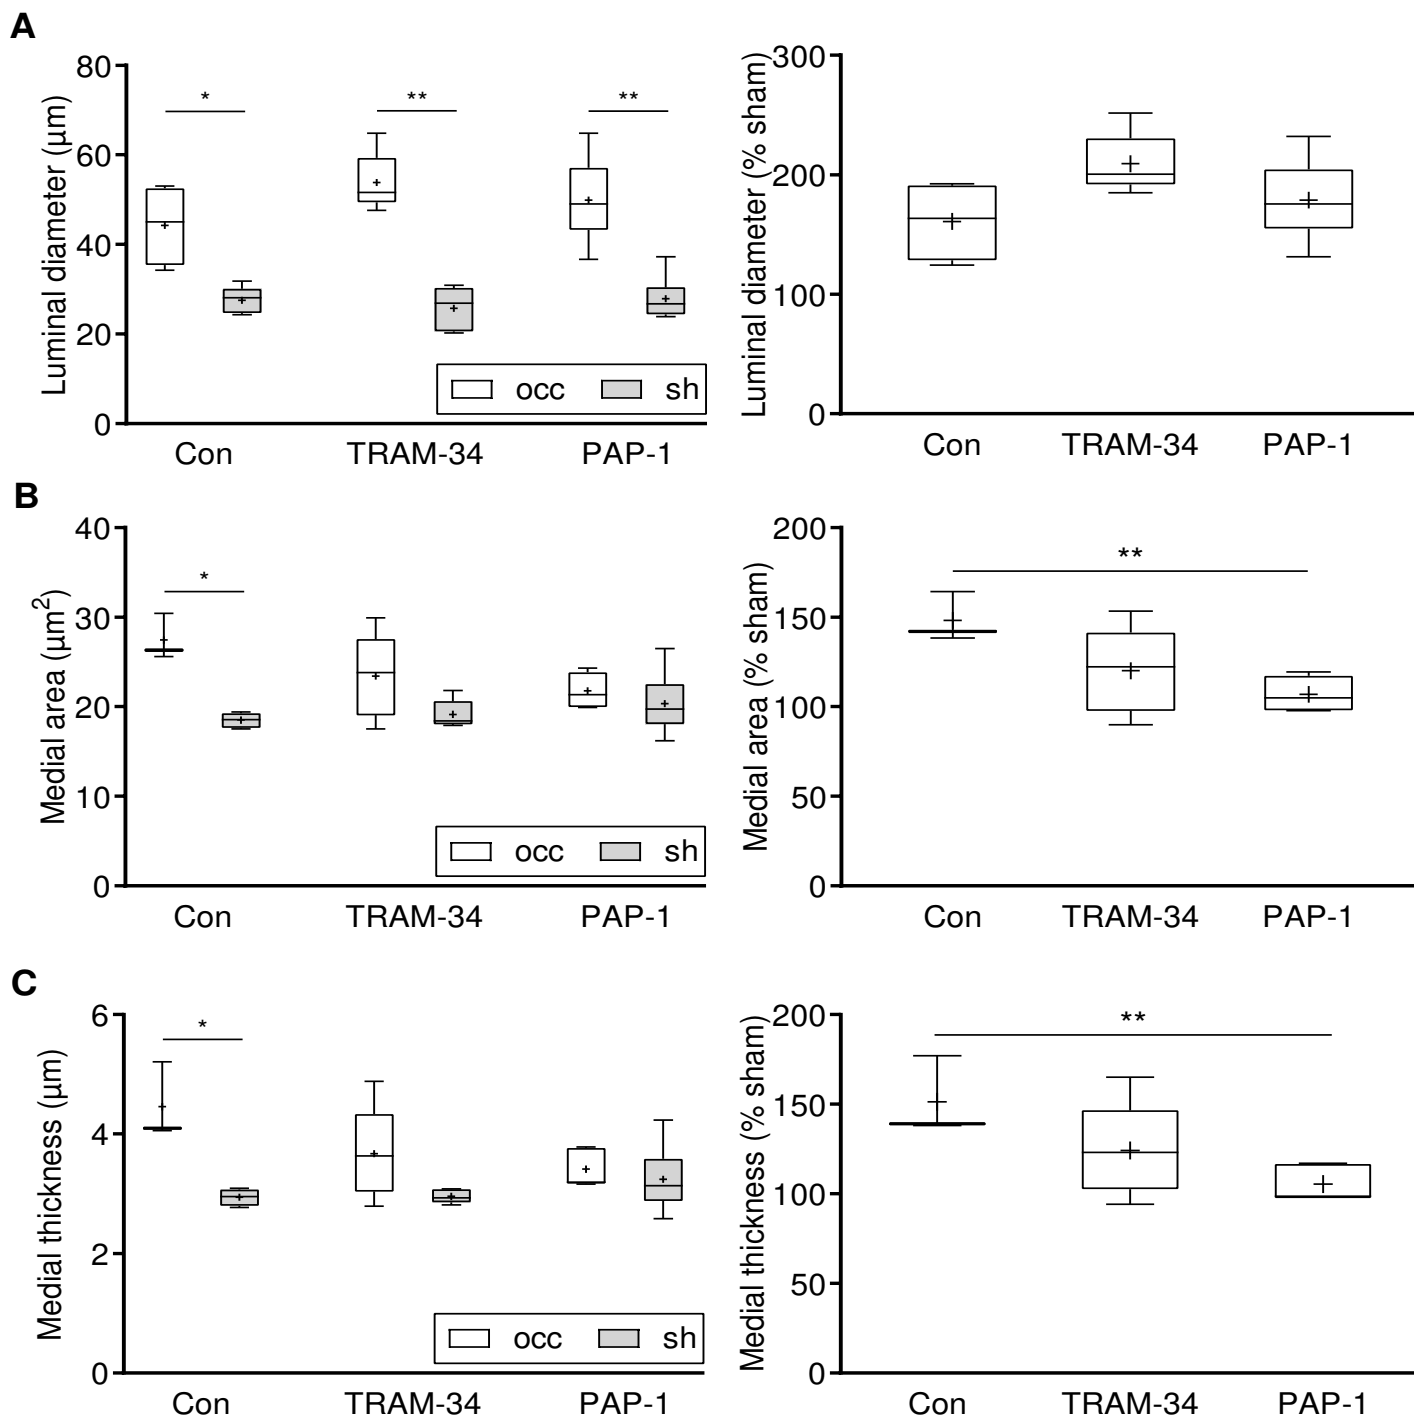 A
Luminal diameter (µm)
80
60
40
20
0
*
**
**
occ
sh
Con
TRAM-34
PAP-1
Luminal diameter (% sham)
300
200
100
0
Con
TRAM-34
PAP-1
B
Medial area (µm2)
40
30
20
10
0
*
occ
sh
Con
TRAM-34
PAP-1
Medial area (% sham)
200
150
100
50
0
**
Con
TRAM-34
PAP-1
C
Medial thickness (µm)
6
4
2
0
*
occ
sh
Con
TRAM-34
PAP-1
Medial thickness (% sham)
200
150
100
50
0
**
Con
TRAM-34
PAP-1